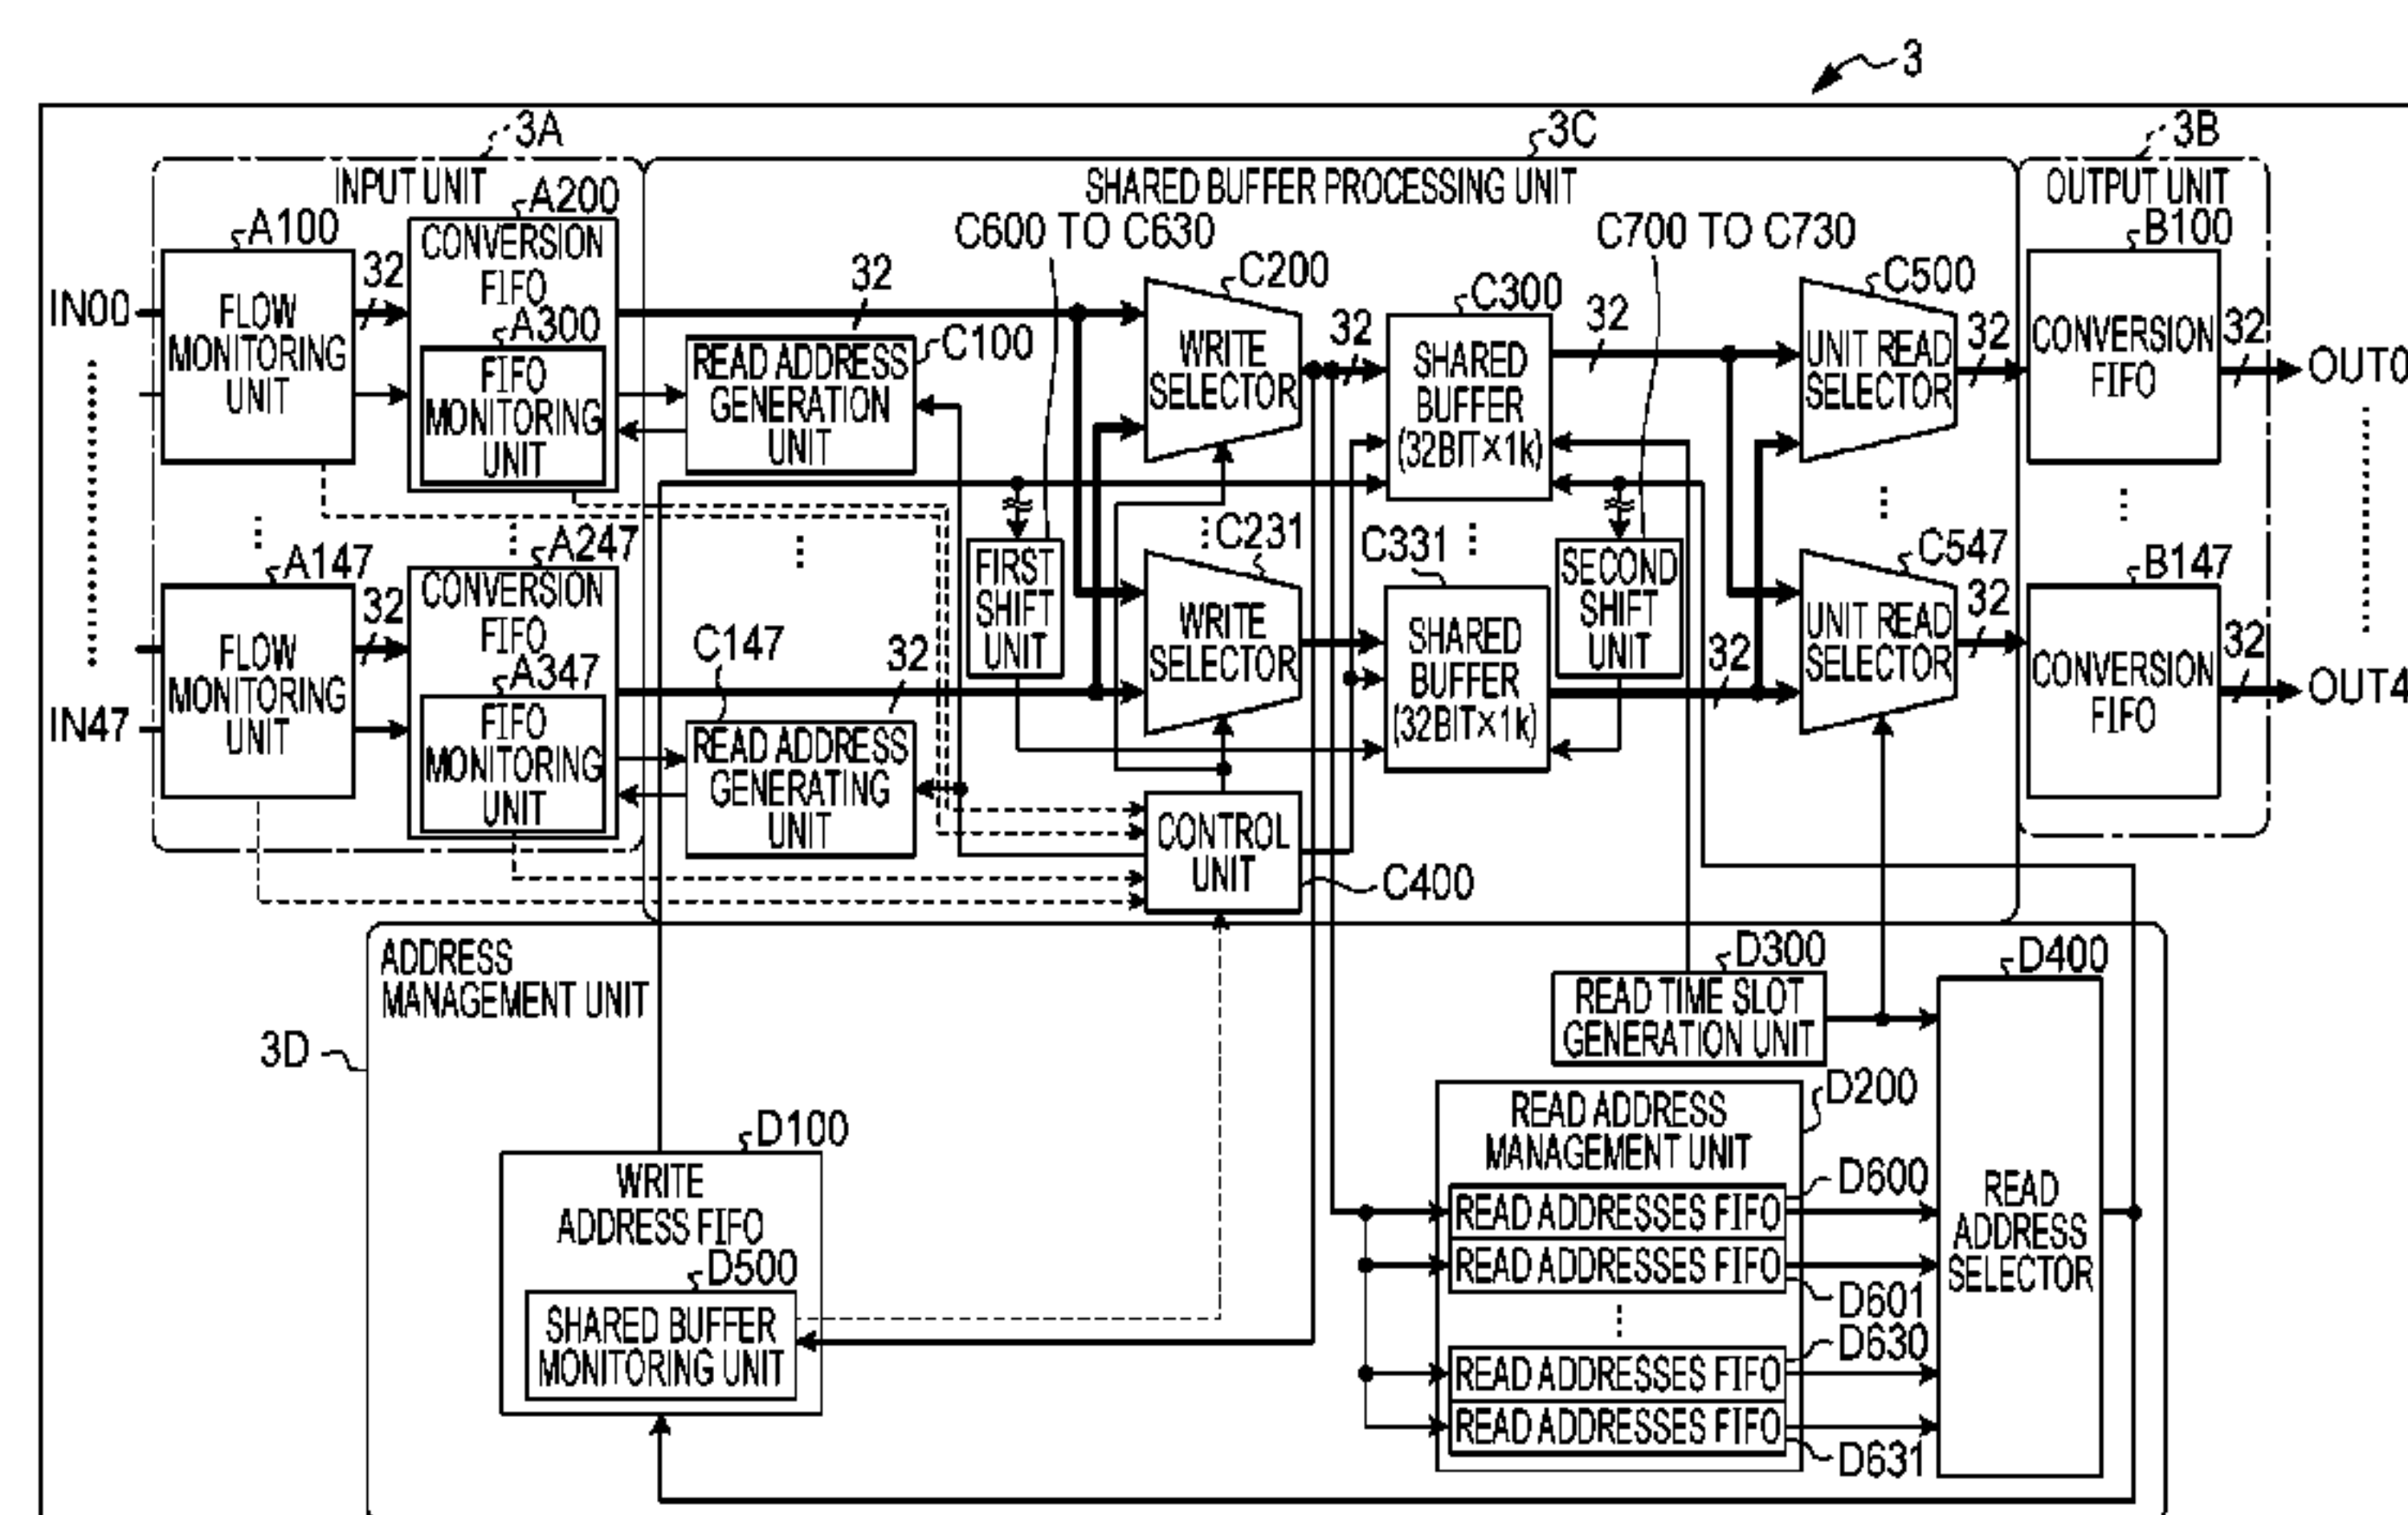 3
3A
3C
3B
INPUT UNIT
SHARED BUFFER PROCESSING UNIT
OUTPUT UNIT
A200
C600 TO C630
C700 TO C730
A100
B100
CONVERSION
FIFO
32
32
C200
C300
C500
IN00
FLOW
MONITORING
UNIT
A300
FIFO
MONITORING
UNIT
READ ADDRESS
GENERATION
UNIT
C100
WRITE
SELECTOR
32
SHARED
BUFFER
(32BIT×1k)
32
UNIT READ
SELECTOR
32
CONVERSION
FIFO
32
OUT0
A147
A247
C231
C331
C547
B147
CONVERSION
FIFO
32
FIRST
SHIFT
UNIT
SECOND
SHIFT
UNIT
FLOW
MONITORING
UNIT
A347
FIFO
MONITORING
UNIT
C147
32
WRITE
SELECTOR
SHARED
BUFFER
(32BIT×1k)
32
UNIT READ
SELECTOR
32
CONVERSION
FIFO
32
OUT4
IN47
READ ADDRESS
GENERATING
UNIT
CONTROL
UNIT
C400
ADDRESS
MANAGEMENT UNIT
3D
D300
READ TIME SLOT
GENERATION UNIT
D400
READ
ADDRESS
SELECTOR
D200
READ ADDRESS
MANAGEMENT UNIT
D100
WRITE
ADDRESS FIFO
D500
SHARED BUFFER
MONITORING UNIT
D600
READ ADDRESSES FIFO
READ ADDRESSES FIFO
D601
D630
READ ADDRESSES FIFO
READ ADDRESSES FIFO
D631